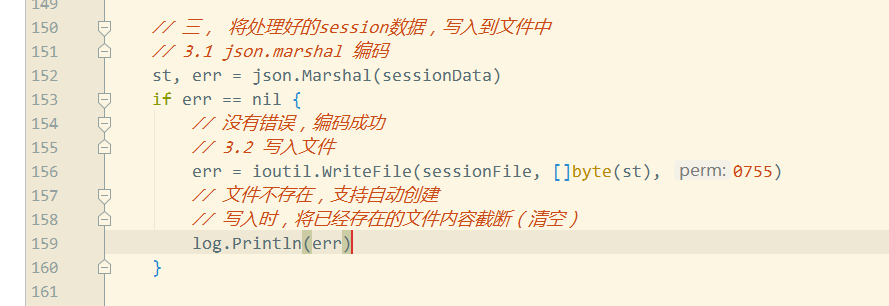 149
150 // 三， 将处理好的session数据，写入到文件中
151 // 3.1 json.marshal 编码
152 st, err = json.Marshal(sessionData)
153 if err == nil {
154 // 没有错误，编码成功
155 // 3.2 写入文件
156 err = ioutil.WriteFile(sessionFile, []byte(st), perm: 0755)
157 // 文件不存在，支持自动创建
158 // 写入时，将已经存在的文件内容截断（清空）
159 log.Println(err)
160 }
161